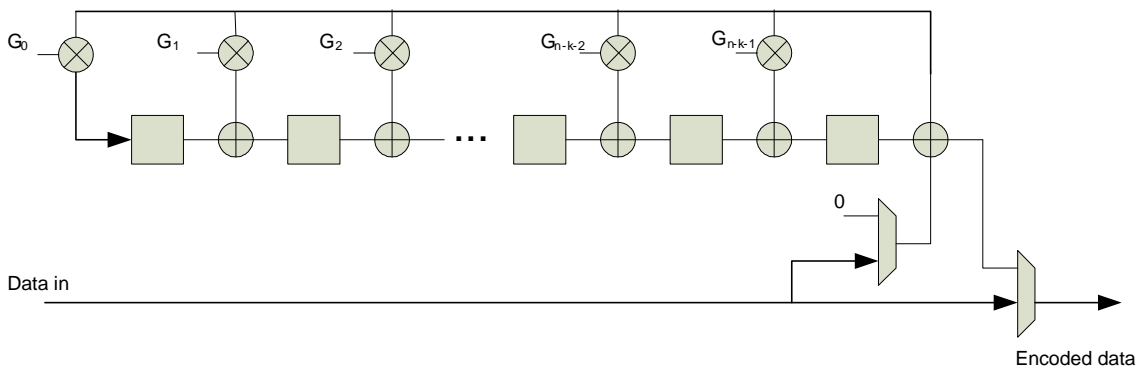 G0
G1
G2
Gn-k-2
Gn-k-1
...
0
Data in
Encoded data